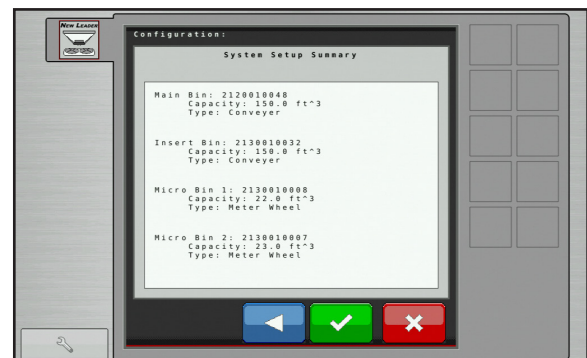 NEW LEADER
Configuration:
System Setup Summary
Main Bin: 2120010048
Capacity: 150.0 ft^3
Type: Conveyer
Insert Bin: 2130010032
Capacity: 150.0 ft^3
Type: Conveyer
Micro Bin 1: 2130010008
Capacity: 22.0 ft^3
Type: Meter Wheel
Micro Bin 2: 2130010007
Capacity: 23.0 ft^3
Type: Meter Wheel